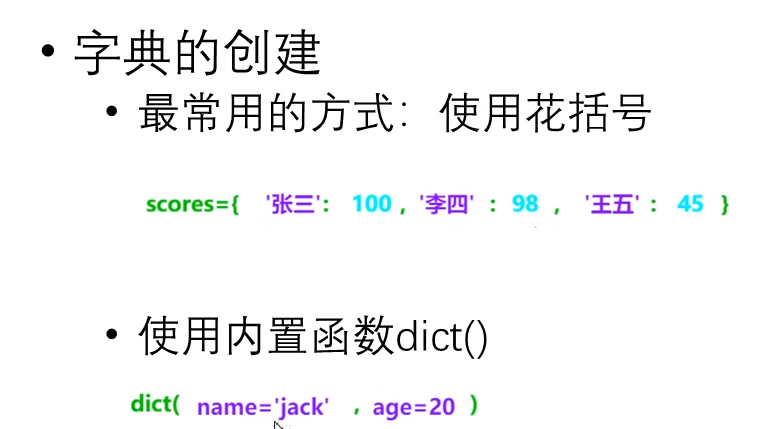 • 字典的创建
• 最常用的方式：使用花括号
scores={ '张三': 100 , '李四' : 98 , '王五' : 45 }
• 使用内置函数dict()
dict( name='jack' , age=20 )